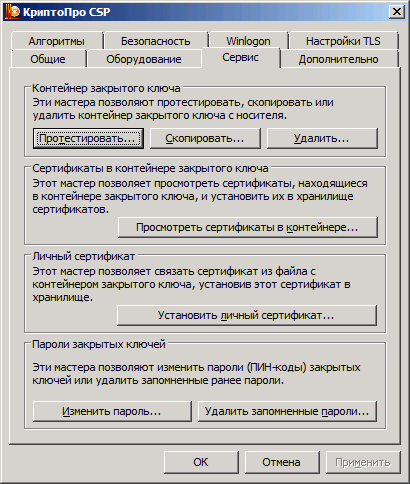 КриптоПро CSP
Алгоритмы Безопасность Winlogon Настройки TLS
Общие Оборудование Сервис Дополнительно
Контейнер закрытого ключа
Эти мастера позволяют протестировать, скопировать или
удалить контейнер закрытого ключа с носителя.
Протестировать... Скопировать... Удалить...
Сертификаты в контейнере закрытого ключа
Этот мастер позволяет просмотреть сертификаты, находящиеся
в контейнере закрытого ключа, и установить их в хранилище
сертификатов.
Просмотреть сертификаты в контейнере...
Личный сертификат
Этот мастер позволяет связать сертификат из файла с
контейнером закрытого ключа, установив этот сертификат в
хранилище.
Установить личный сертификат...
Пароли закрытых ключей
Эти мастера позволяют изменить пароли (ПИН-коды) закрытых
ключей или удалить запомненные ранее пароли.
Изменить пароль... Удалить запомненные пароли...
ОК Отмена Применить